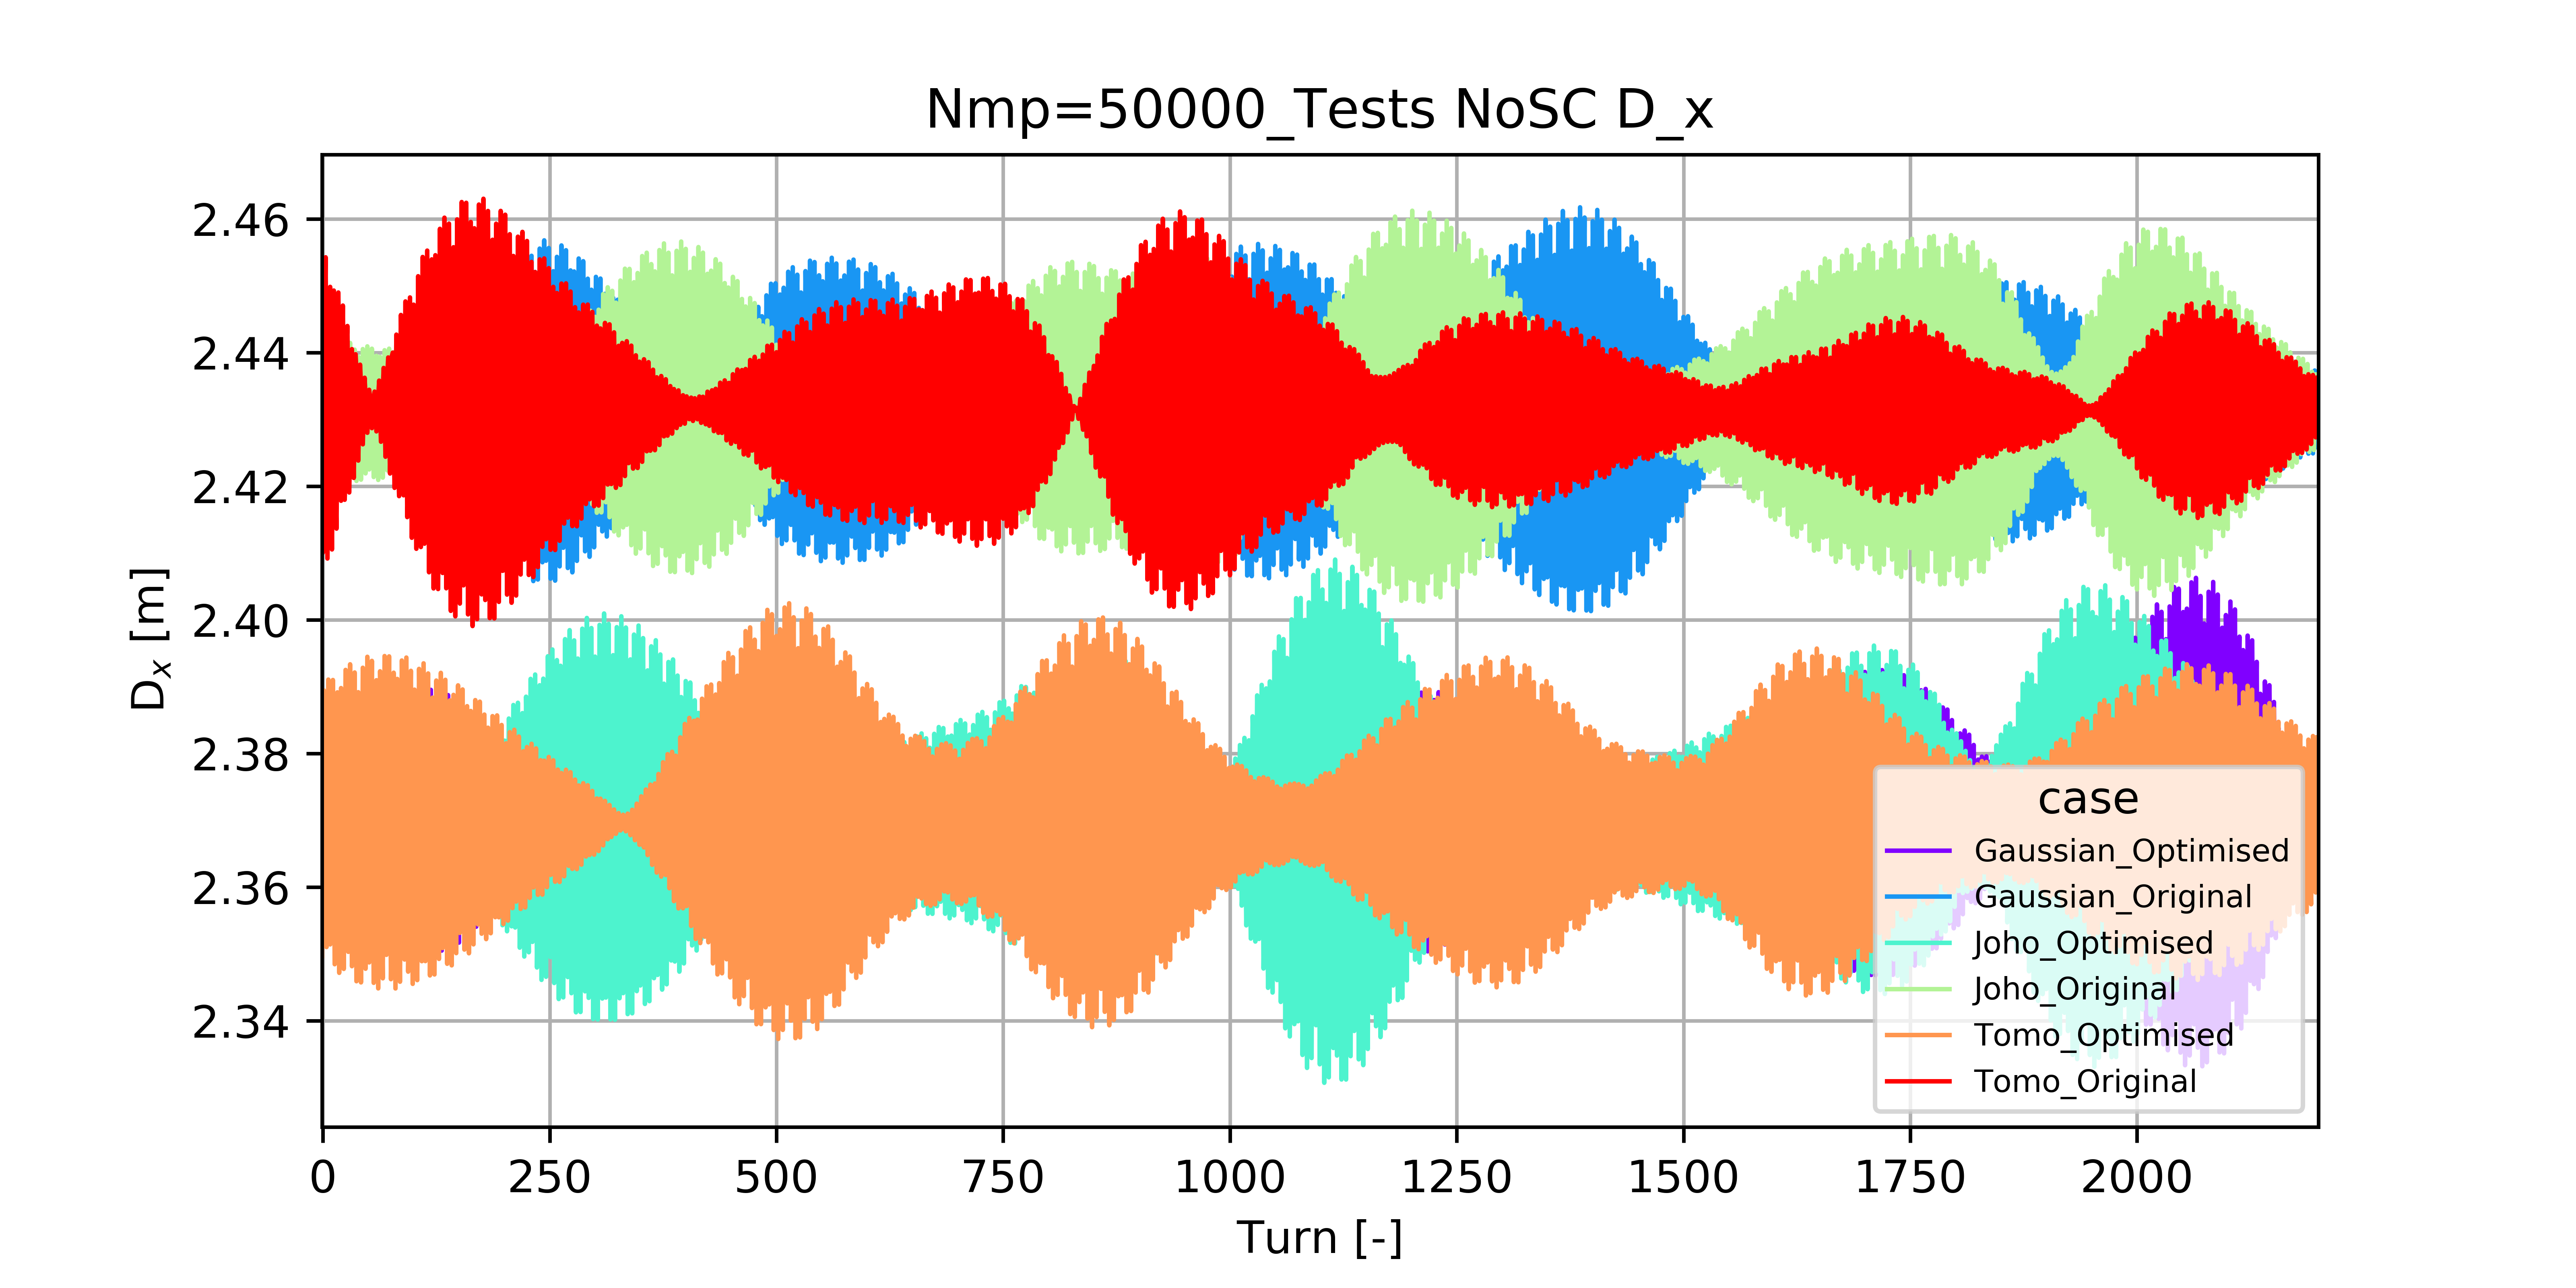 Nmp=50000_Tests NoSC D_x
2.46
2.44
2.42
2.40
2.38
2.36
2.34
Dx [m]
case
Gaussian_Optimised
Gaussian_Original
Joho_Optimised
Joho_Original
Tomo_Optimised
Tomo_Original
0 250 500 750 1000 1250 1500 1750 2000
Turn [-]